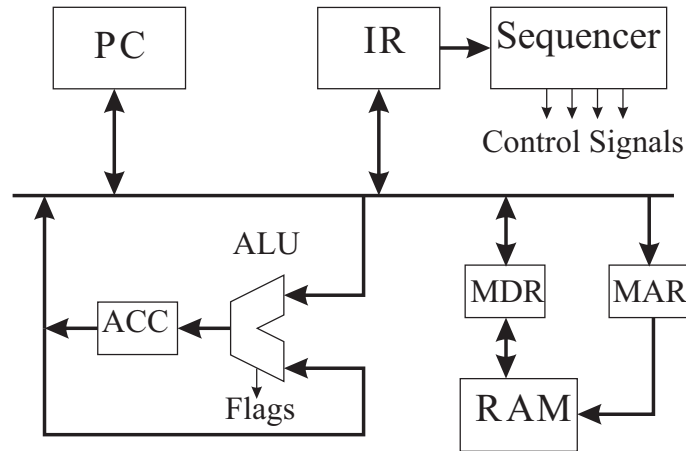 PC
IR
Sequencer
Control Signals
ALU
ACC
Flags
MDR
MAR
RAM